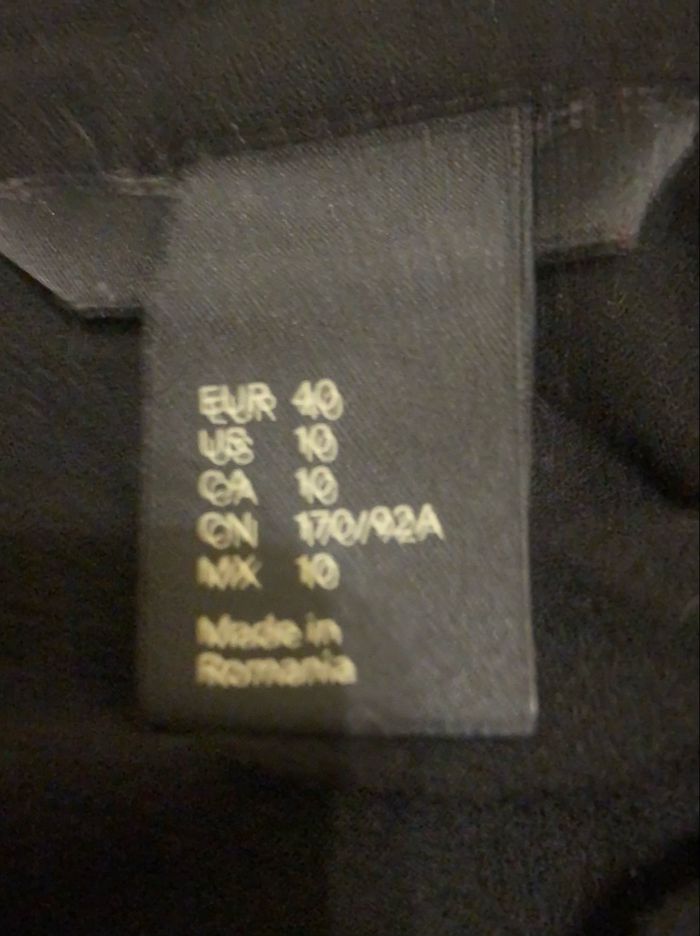 EUR 40
US 10
CA 10
CN 170/92A
MX 10
Made in
Romania